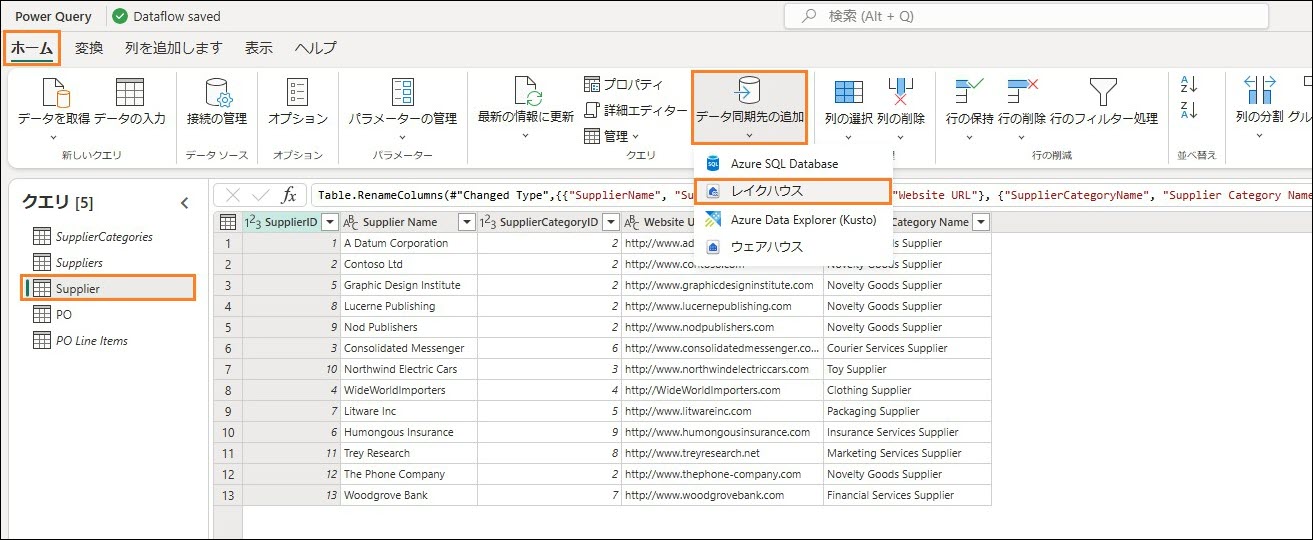 Power Query Dataflow saved 検索 (Alt + Q)
ホーム 変換 列を追加します 表示 ヘルプ
データを取得 データの入力 接続の管理 オプション パラメーターの管理 最新の情報に更新 プロパティ 詳細エディター 管理 データ同期先の追加 列の選択 列の削除 行の保持 行の削除 行のフィルター処理 列の分割 グル
新しいクエリ データ ソース オプション パラメーター クエリ 理 行の削減 並べ替え
Azure SQL Database
レイクハウス
Azure Data Explorer (Kusto)
ウェアハウス
クエリ [5]
SupplierCategories
Suppliers
Supplier
PO
PO Line Items
fx Table.RenameColumns(#"Changed Type",{{"SupplierName", "Su "Website URL"}, {"SupplierCategoryName", "Supplier Category Name
123 SupplierID ABC Supplier Name 123 SupplierCategoryID ABC Website U Category Name
1 1 A Datum Corporation 2 http://www.ad ds Supplier
2 2 Contoso Ltd 2 http://www.contoso.com Novelty Goods Supplier
3 5 Graphic Design Institute 2 http://www.graphicdesigninstitute.com Novelty Goods Supplier
4 8 Lucerne Publishing 2 http://www.lucernepublishing.com Novelty Goods Supplier
5 9 Nod Publishers 2 http://www.nodpublishers.com Novelty Goods Supplier
6 3 Consolidated Messenger 6 http://www.consolidatedmessenger.co... Courier Services Supplier
7 10 Northwind Electric Cars 3 http://www.northwindelectriccars.com Toy Supplier
8 4 WideWorldImporters 4 http://WideWorldImporters.com Clothing Supplier
9 7 Litware Inc 5 http://www.litwareinc.com Packaging Supplier
10 6 Humongous Insurance 9 http://www.humongousinsurance.com Insurance Services Supplier
11 11 Trey Research 8 http://www.treyresearch.net Marketing Services Supplier
12 12 The Phone Company 2 http://www.thephone-company.com Novelty Goods Supplier
13 13 Woodgrove Bank 7 http://www.woodgrovebank.com Financial Services Supplier